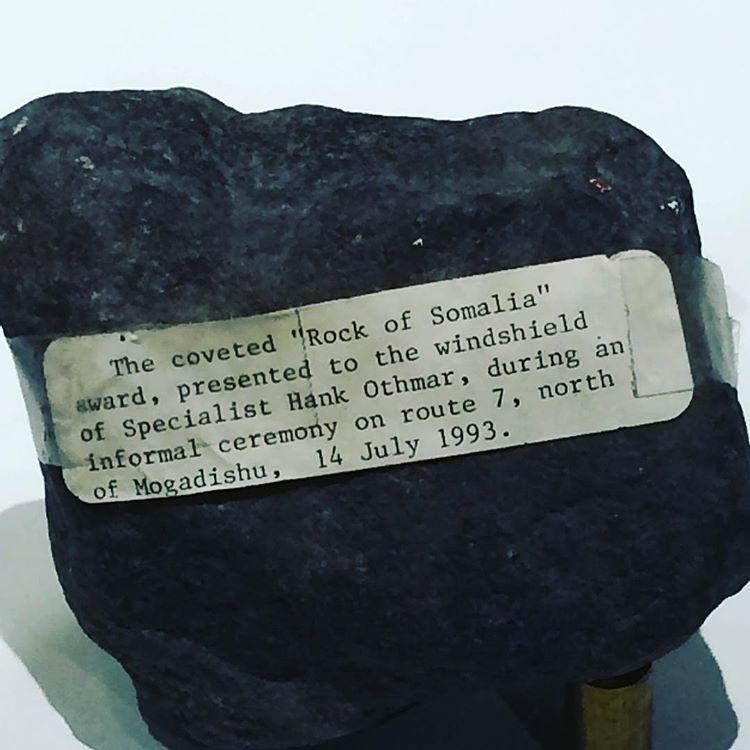 The coveted "Rock of Somalia"
award, presented to the windshield
of Specialist Hank Othmar, during an
informal ceremony on route 7, north
of Mogadishu, 14 July 1993.